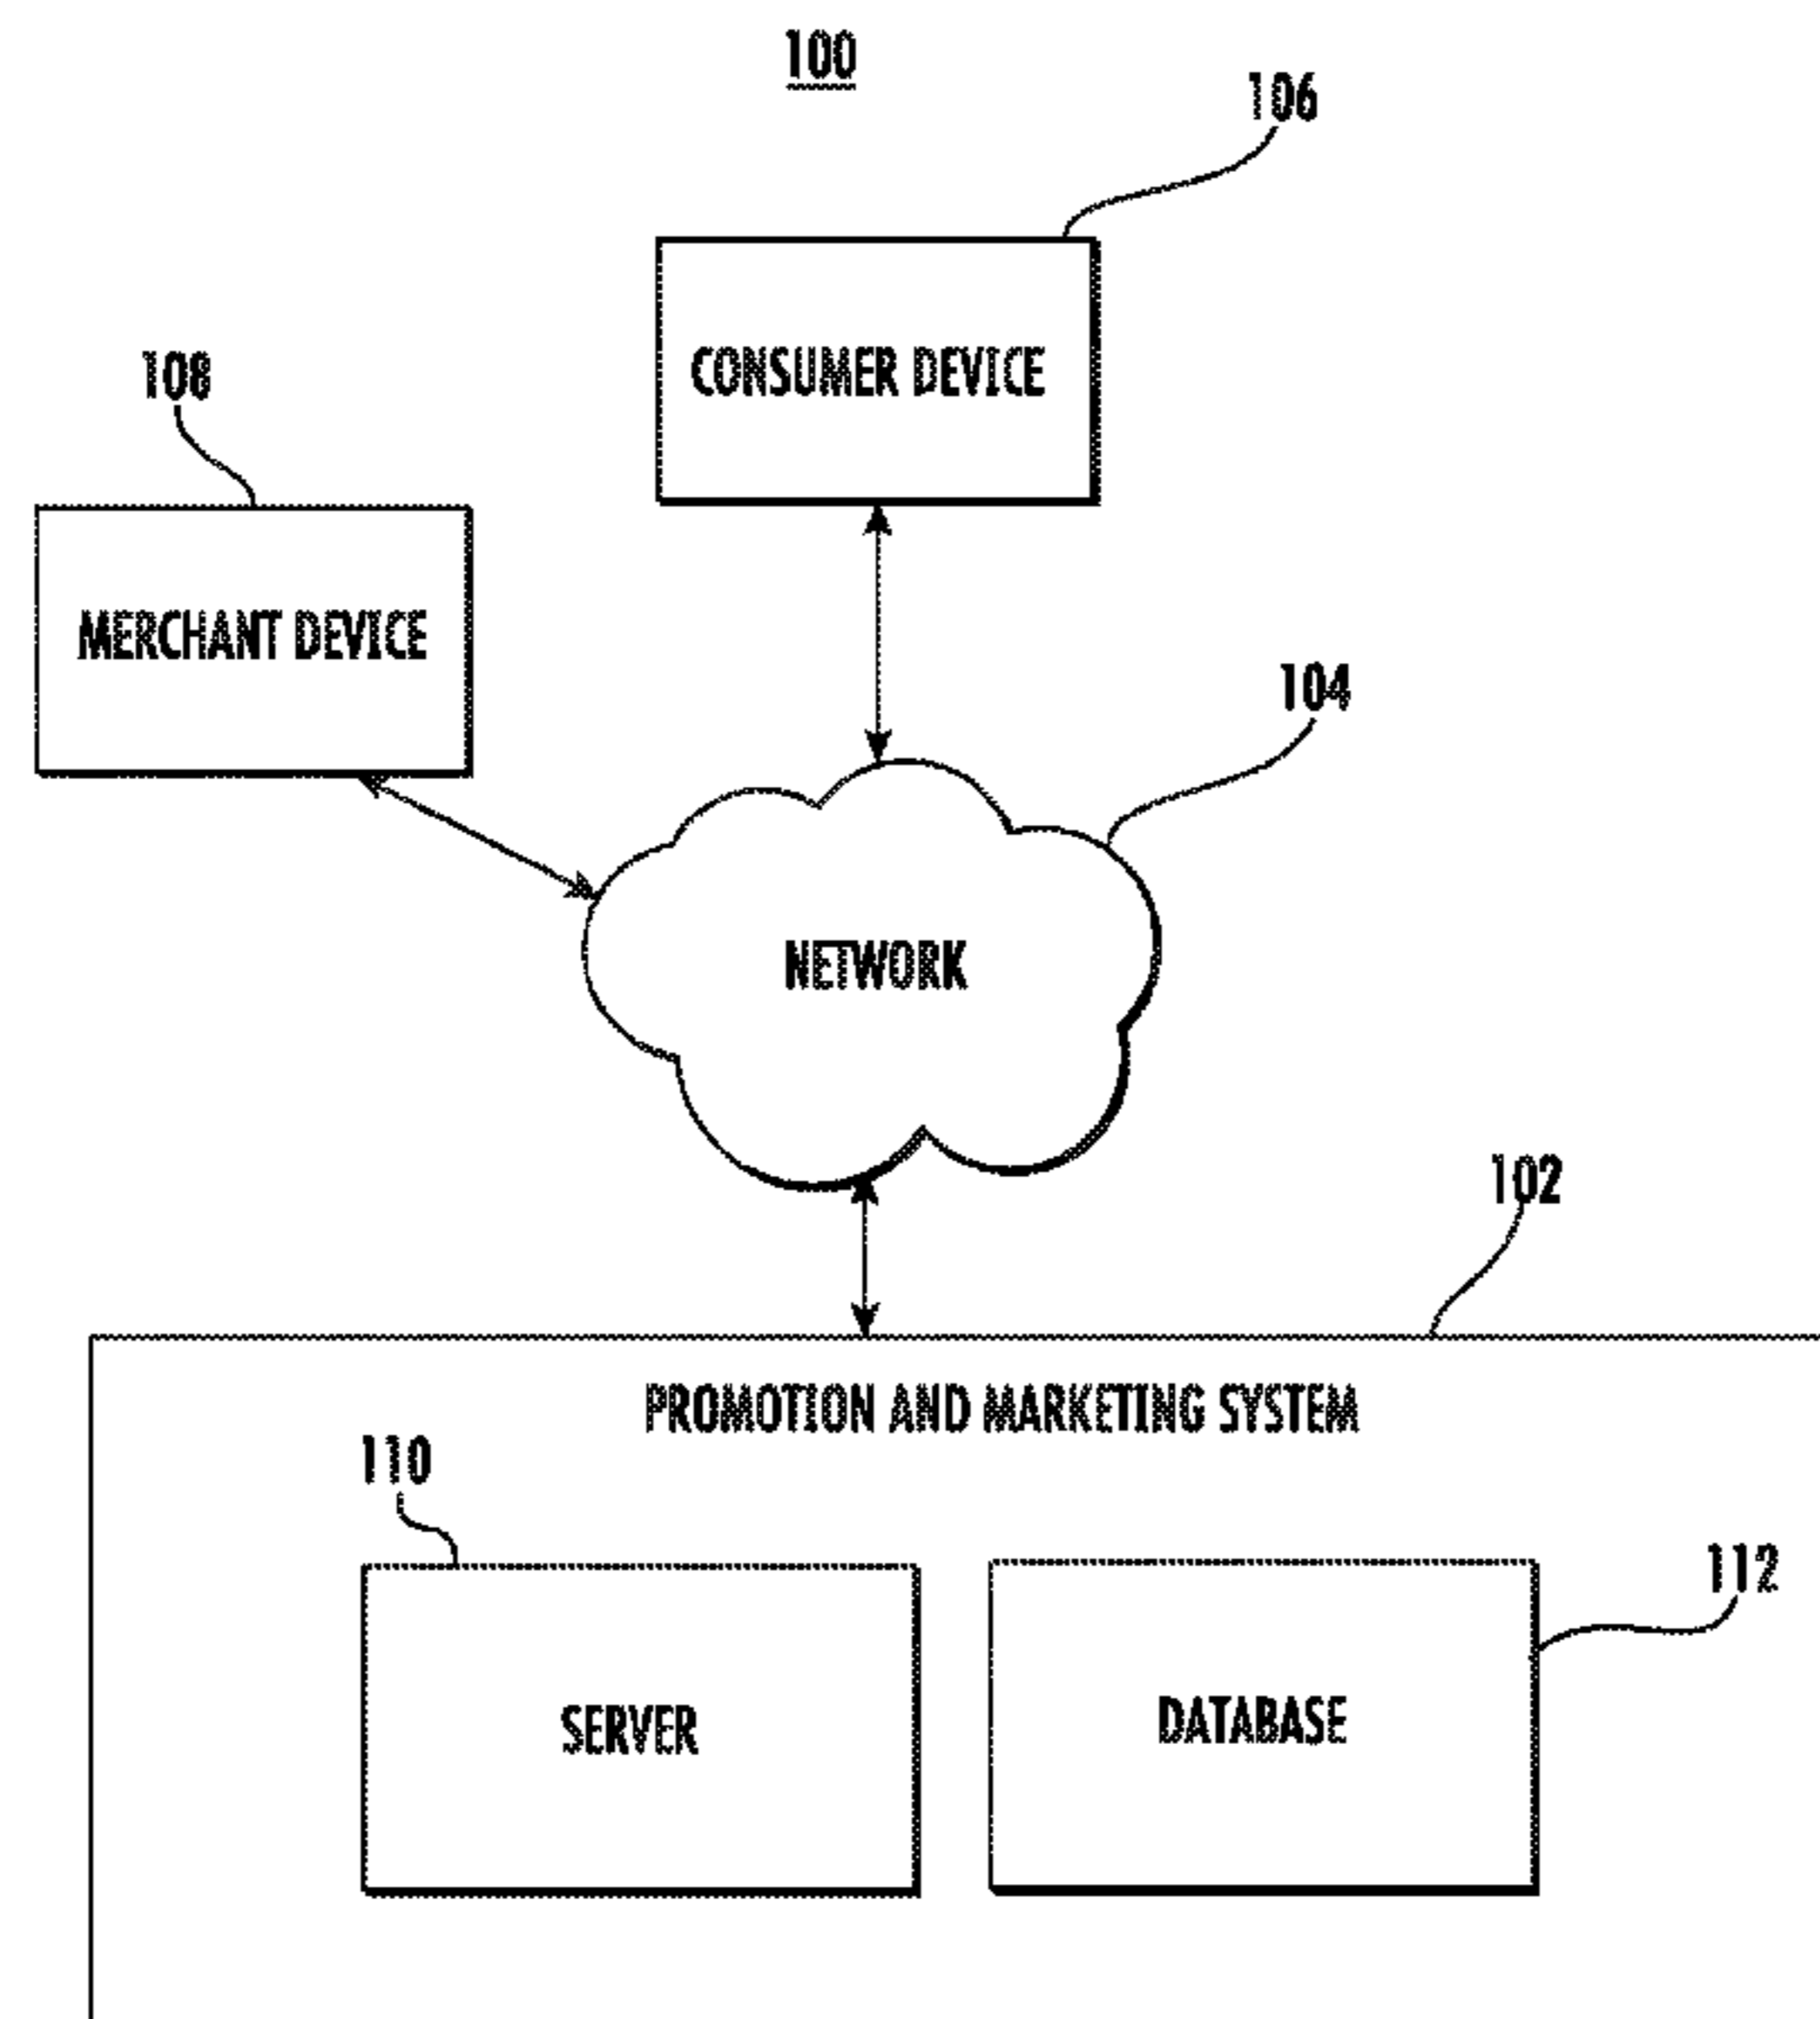 100
106
CONSUMER DEVICE
108
MERCHANT DEVICE
104
NETWORK
102
PROMOTION AND MARKETING SYSTEM
110
112
SERVER
DATABASE